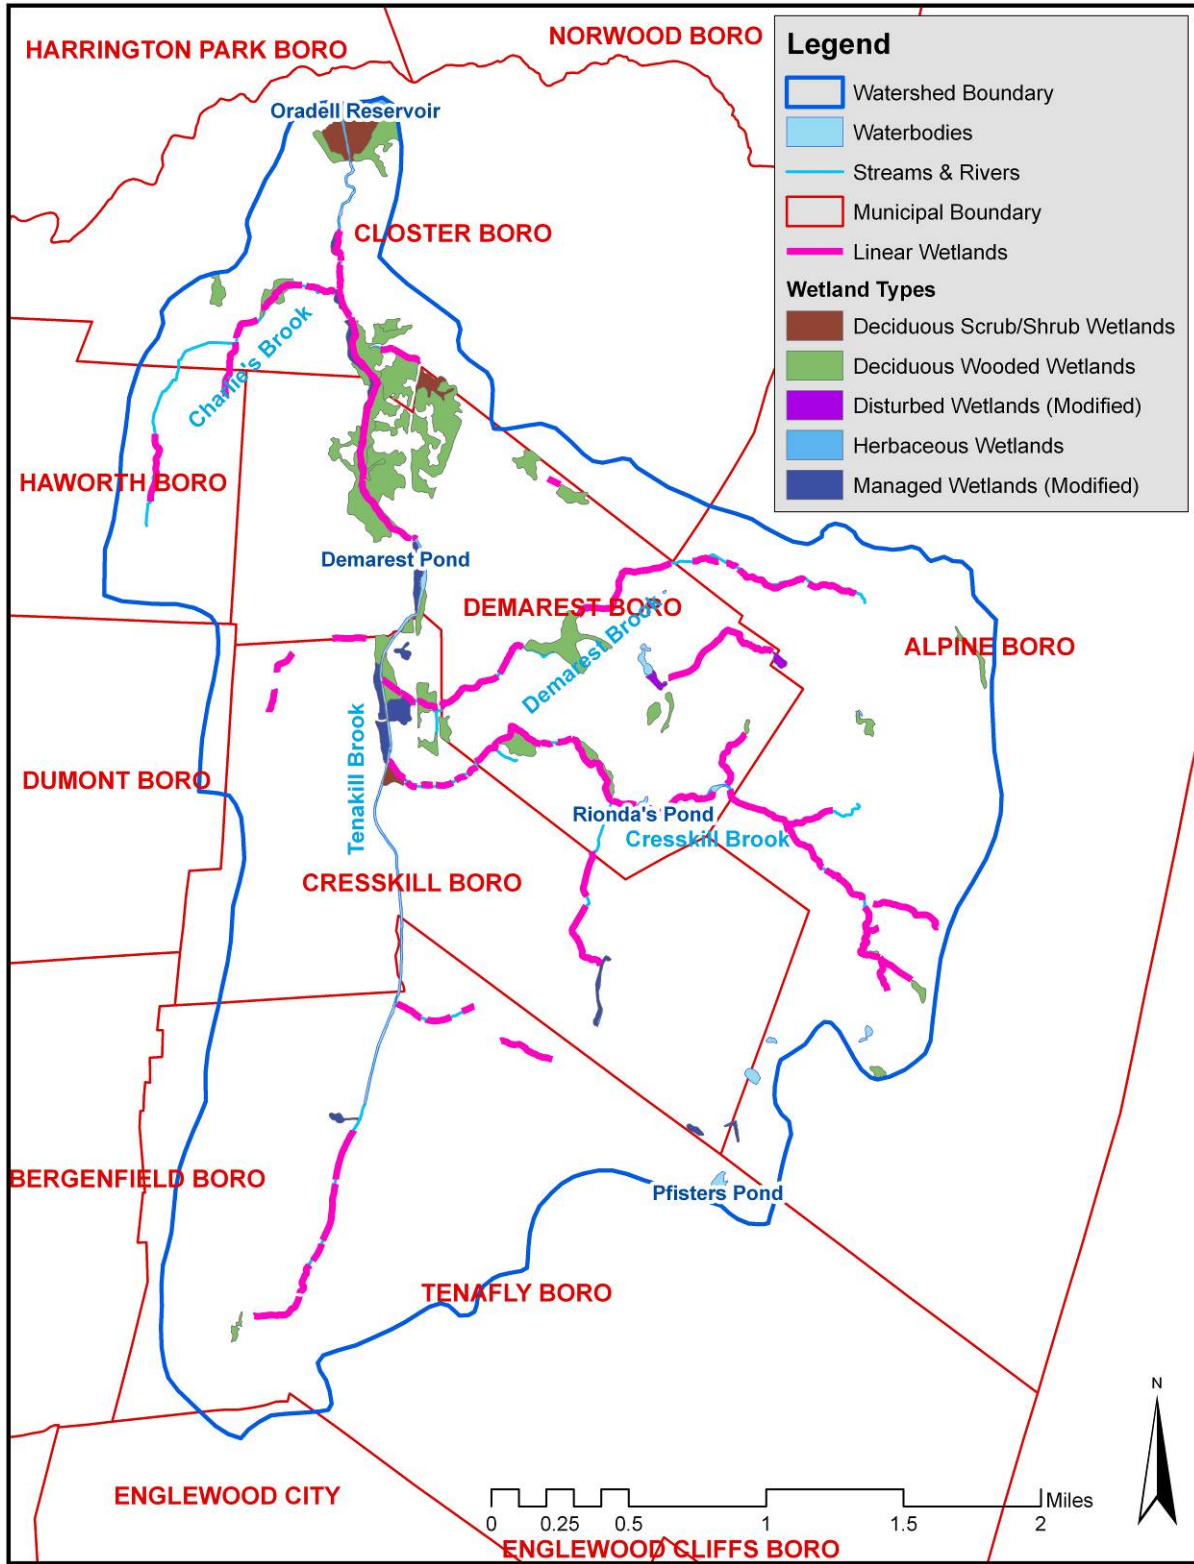 HARRINGTON PARK BORO
NORWOOD BORO
Legend
Watershed Boundary
Waterbodies
Streams & Rivers
Municipal Boundary
Linear Wetlands
Wetland Types
Deciduous Scrub/Shrub Wetlands
Deciduous Wooded Wetlands
Disturbed Wetlands (Modified)
Herbaceous Wetlands
Managed Wetlands (Modified)
Oradell Reservoir
CLOSTER BORO
Charlie's Brook
HAWORTH BORO
Demarest Pond
DEMAREST BORO
Demarest Brook
ALPINE BORO
DUMONT BORO
Tenakill Brook
Rionda's Pond
Cresskill Brook
CRESSKILL BORO
BERGENFIELD BORO
Pfisters Pond
TENAFLY BORO
N
ENGLEWOOD CITY
Miles
0 0.25 0.5 1 1.5 2
ENGLEWOOD CLIFFS BORO